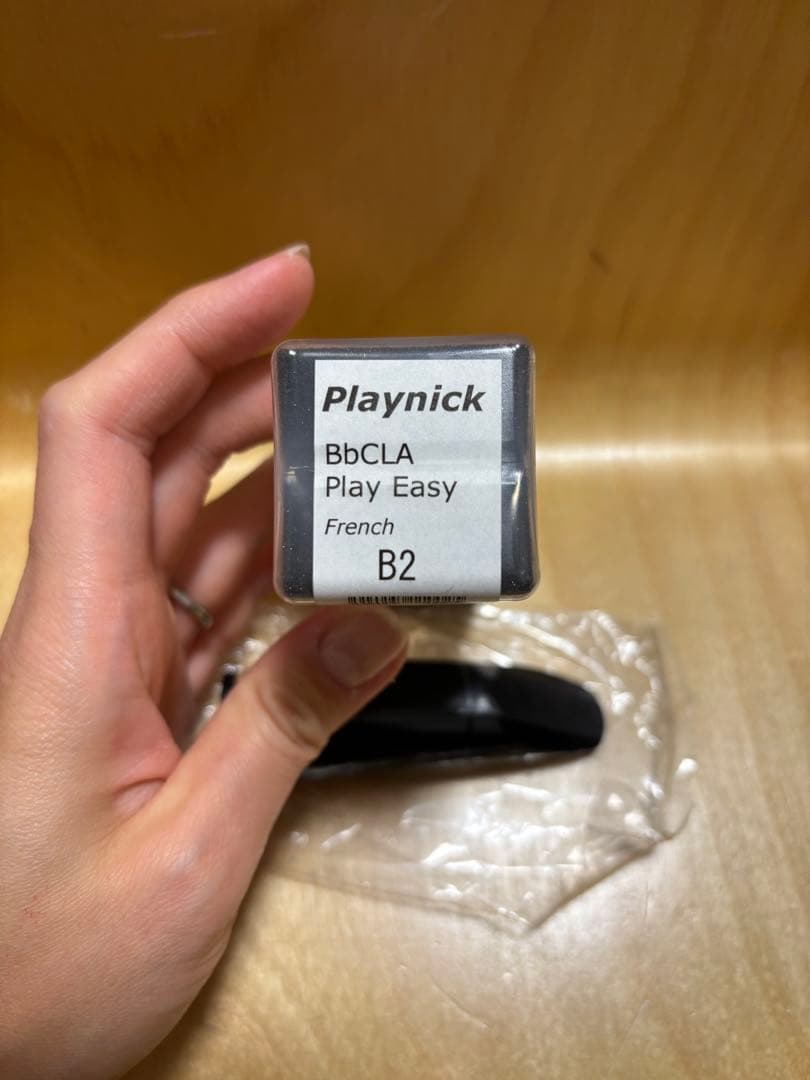 Playnick
BbCLA
Play Easy
French
B2